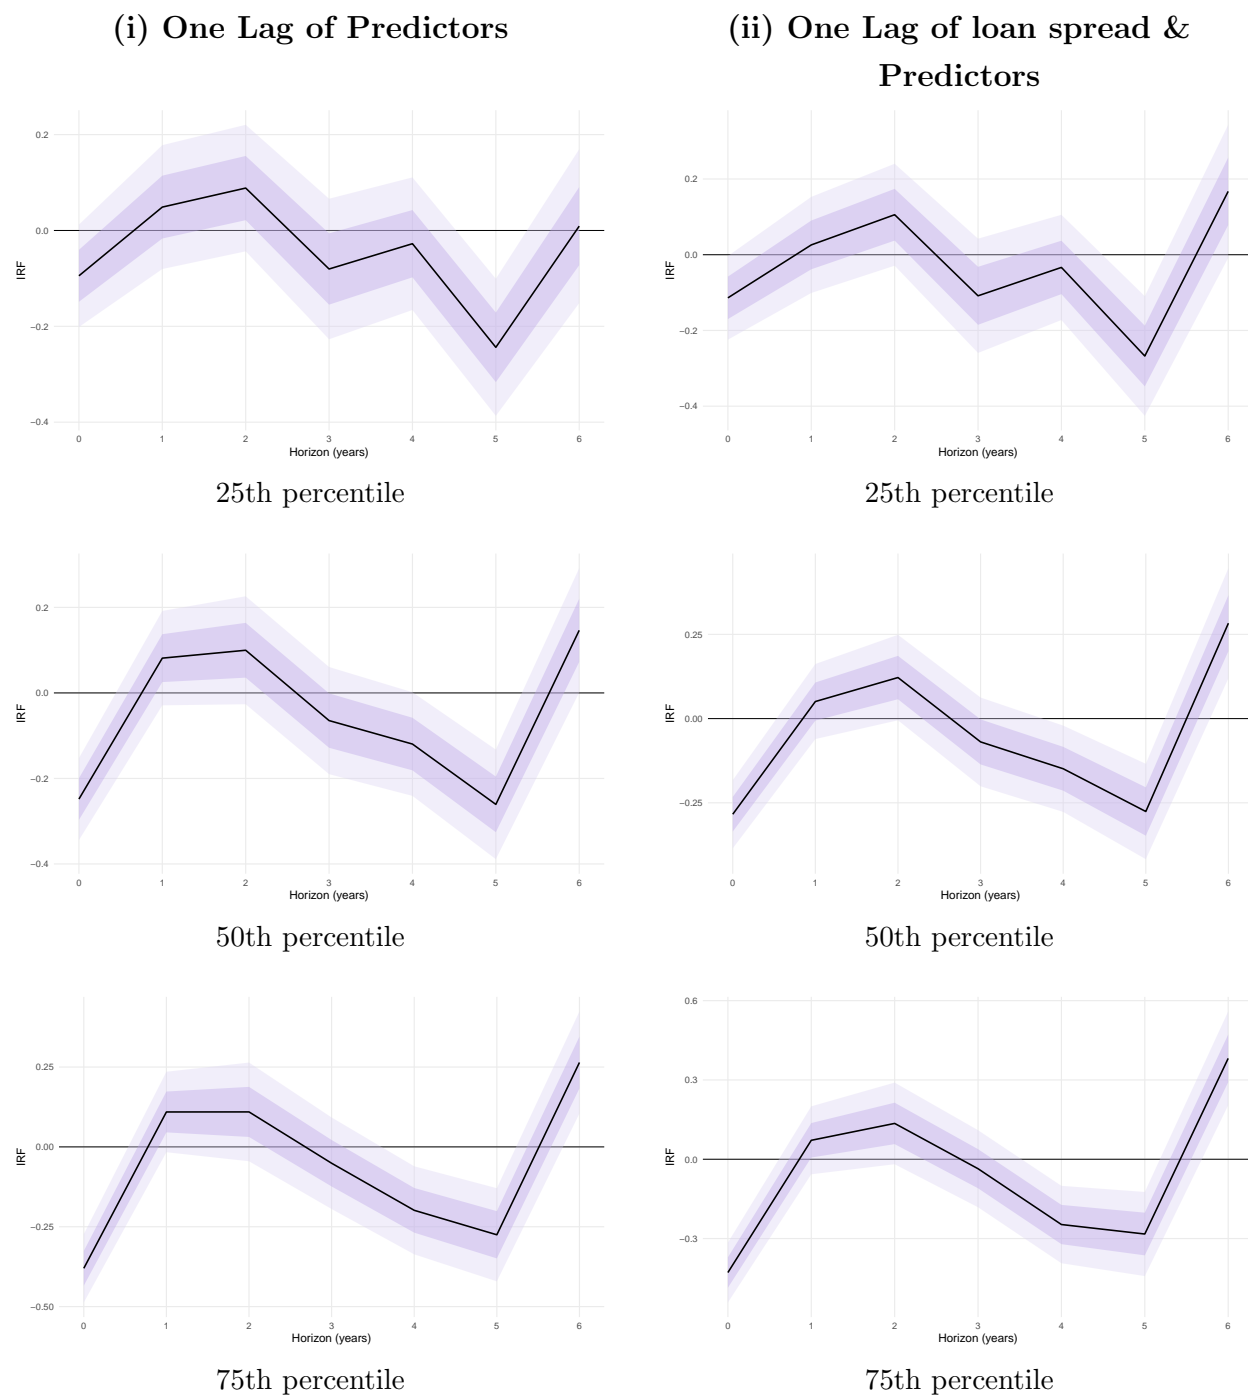 (i) One Lag of Predictors
(ii) One Lag of loan spread &
Predictors
0.2
0.0
−0.2
−0.4
IRF
0 1 2 3 4 5 6
Horizon (years)
25th percentile
0.2
0.0
−0.2
−0.4
IRF
0 1 2 3 4 5 6
Horizon (years)
25th percentile
0.2
0.0
−0.2
−0.4
IRF
0 1 2 3 4 5 6
Horizon (years)
50th percentile
0.25
0.00
−0.25
IRF
0 1 2 3 4 5 6
Horizon (years)
50th percentile
0.25
0.00
−0.25
−0.50
IRF
0 1 2 3 4 5 6
Horizon (years)
75th percentile
0.6
0.3
0.0
−0.3
IRF
0 1 2 3 4 5 6
Horizon (years)
75th percentile